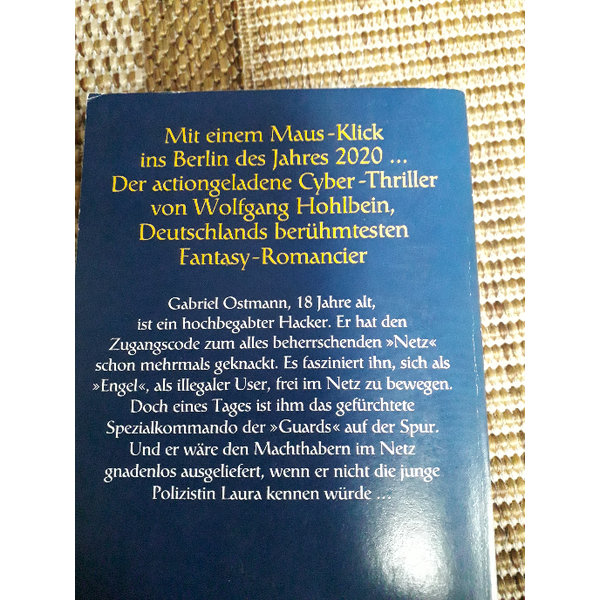 Mit einem Maus-Klick
ins Berlin des Jahres 2020 ...
Der actiongeladene Cyber-Thriller
von Wolfgang Hohlbein,
Deutschlands berühmtesten
Fantasy-Romancier
Gabriel Ostmann, 18 Jahre alt,
ist ein hochbegabter Hacker. Er hat den
Zugangscode zum alles beherrschenden »Netz«
schon mehrmals geknackt. Es fasziniert ihn, sich als
»Engel«, als illegaler User, frei im Netz zu bewegen.
Doch eines Tages ist ihm das gefürchtete
Spezialkommando der »Guards« auf der Spur.
Und er wäre den Machthabern im Netz
gnadenlos ausgeliefert, wenn er nicht die junge
Polizistin Laura kennen würde ...